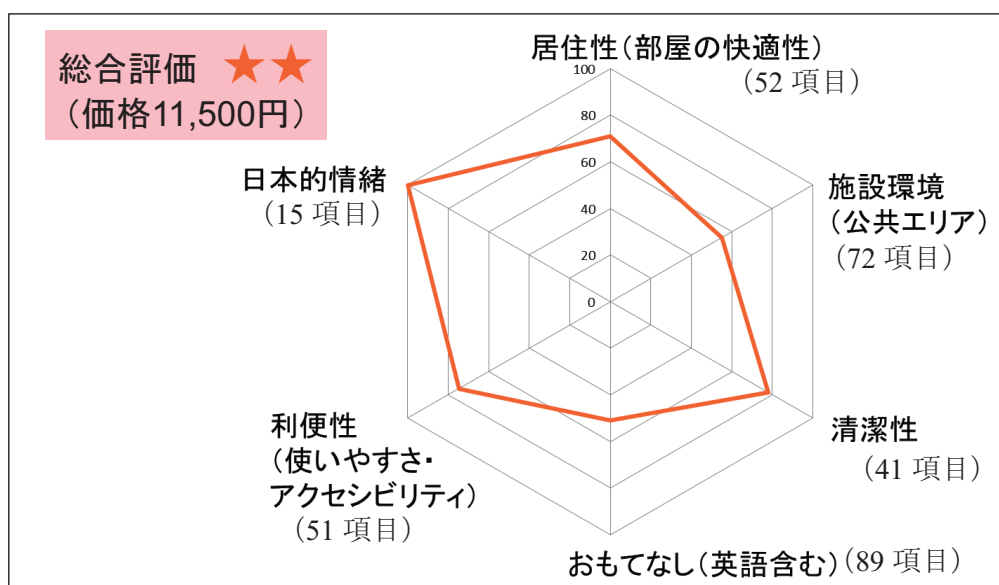 総合評価 ★★
（価格11,500円）
居住性（部屋の快適性）
（52 項目）
100
80
60
40
20
0
日本的情緒
（15 項目）
施設環境
（公共エリア）
（72 項目）
利便性
（使いやすさ・
アクセシビリティ）
（51 項目）
清潔性
（41 項目）
おもてなし（英語含む）（89 項目）